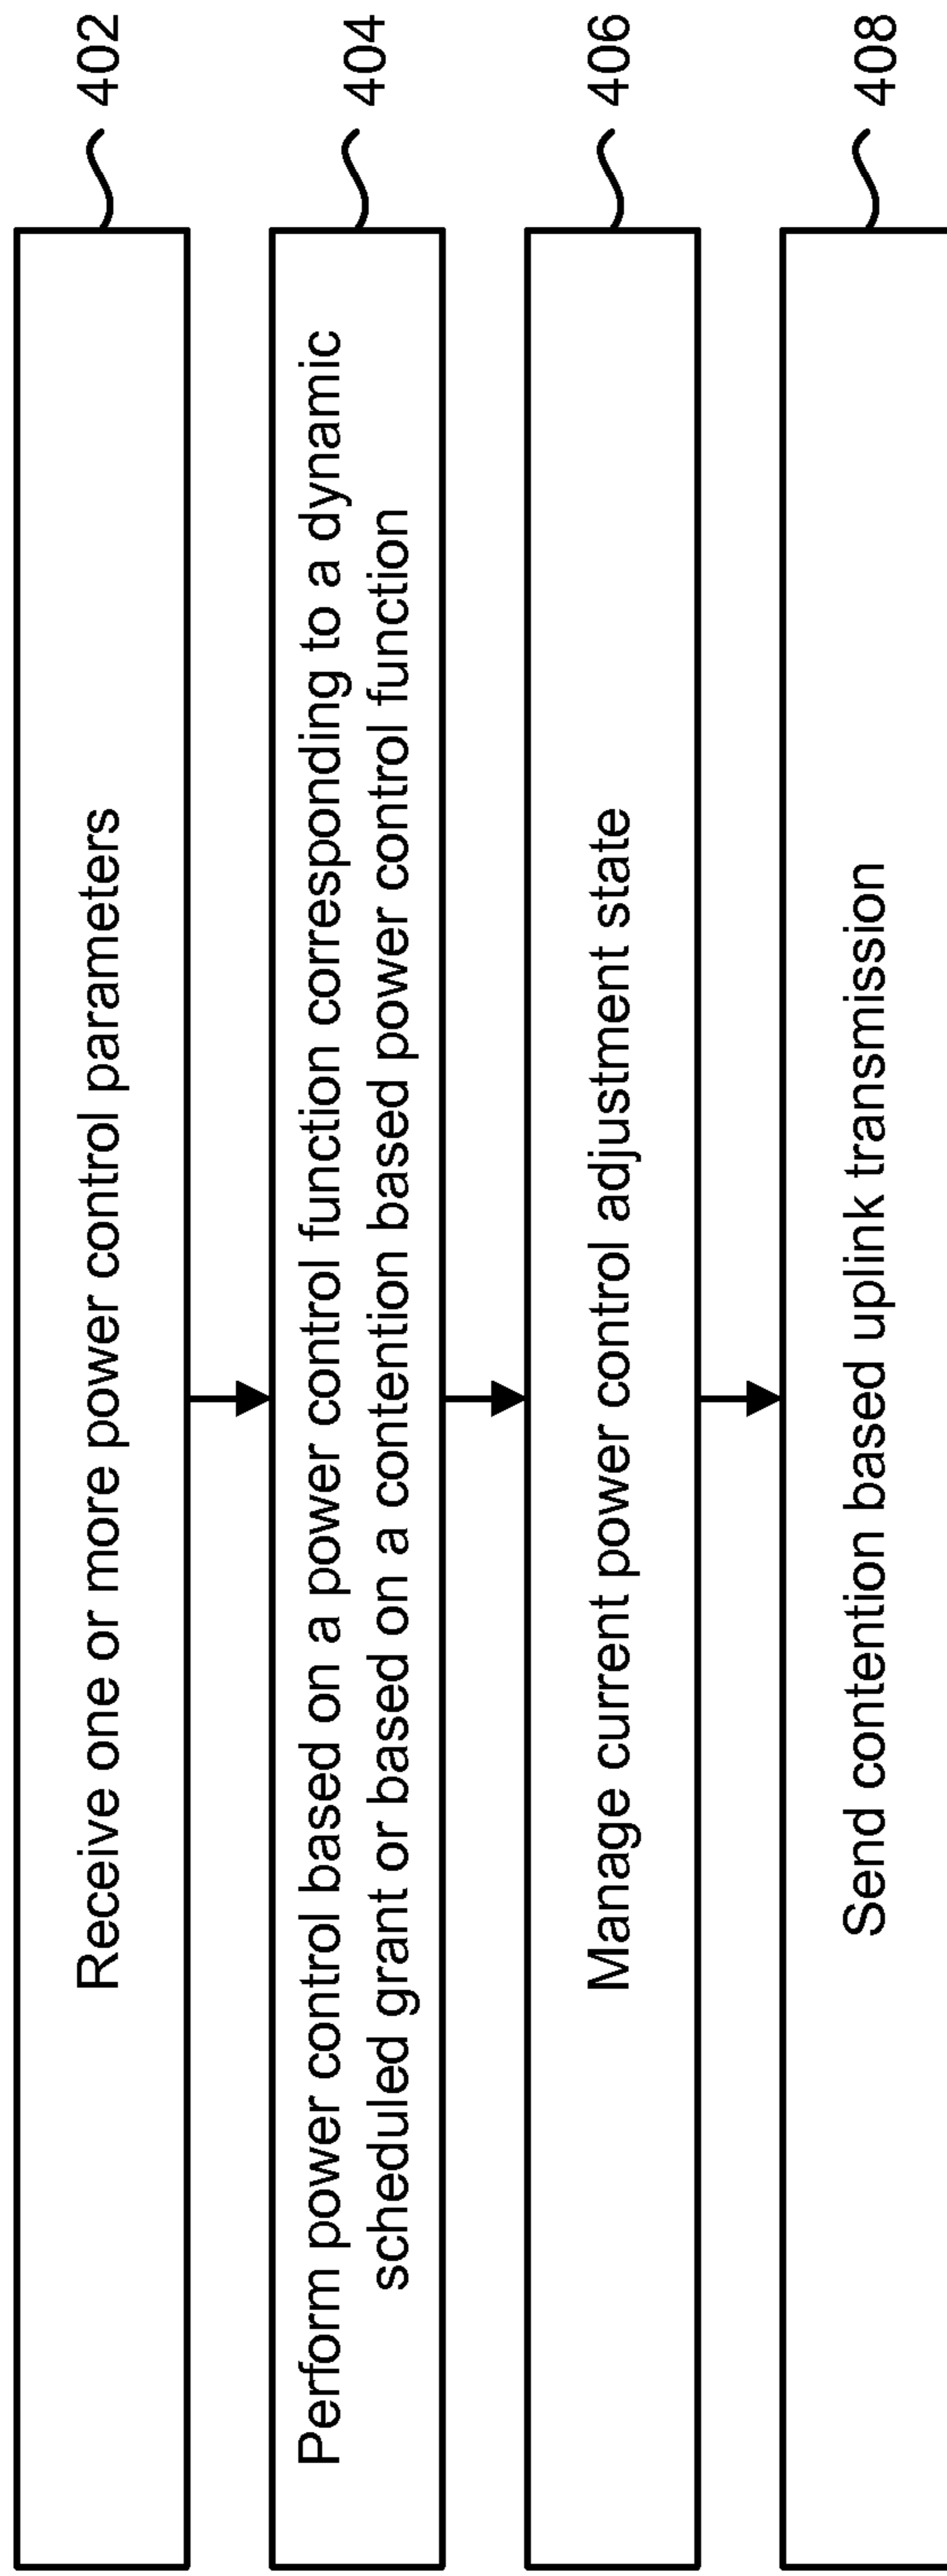 Receive one or more power control parameters
402
Perform power control based on a power control function corresponding to a dynamic
scheduled grant or based on a contention based power control function
404
Manage current power control adjustment state
406
Send contention based uplink transmission
408